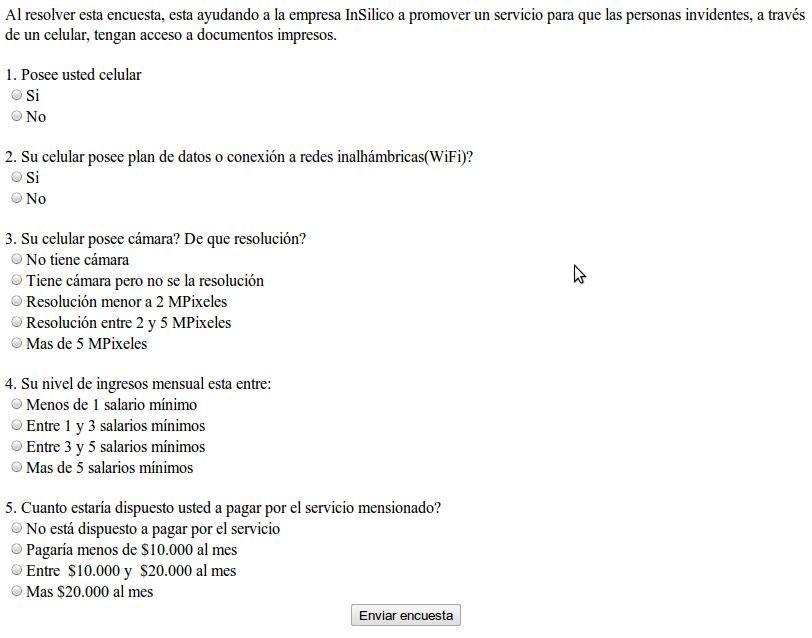 Al resolver esta encuesta, esta ayudando a la empresa InSilico a promover un servicio para que las personas invidentes, a través
de un celular, tengan acceso a documentos impresos.
1. Posee usted celular
Si
No
2. Su celular posee plan de datos o conexión a redes inalhámbricas(WiFi)?
Si
No
3. Su celular posee cámara? De que resolución?
No tiene cámara
Tiene cámara pero no se la resolución
Resolución menor a 2 MPixeles
Resolución entre 2 y 5 MPixeles
Mas de 5 MPixeles
4. Su nivel de ingresos mensual esta entre:
Menos de 1 salario mínimo
Entre 1 y 3 salarios mínimos
Entre 3 y 5 salarios mínimos
Mas de 5 salarios mínimos
5. Cuanto estaría dispuesto usted a pagar por el servicio mensionado?
No está dispuesto a pagar por el servicio
Pagaría menos de $10.000 al mes
Entre  $10.000 y  $20.000 al mes
Mas $20.000 al mes
Enviar encuesta